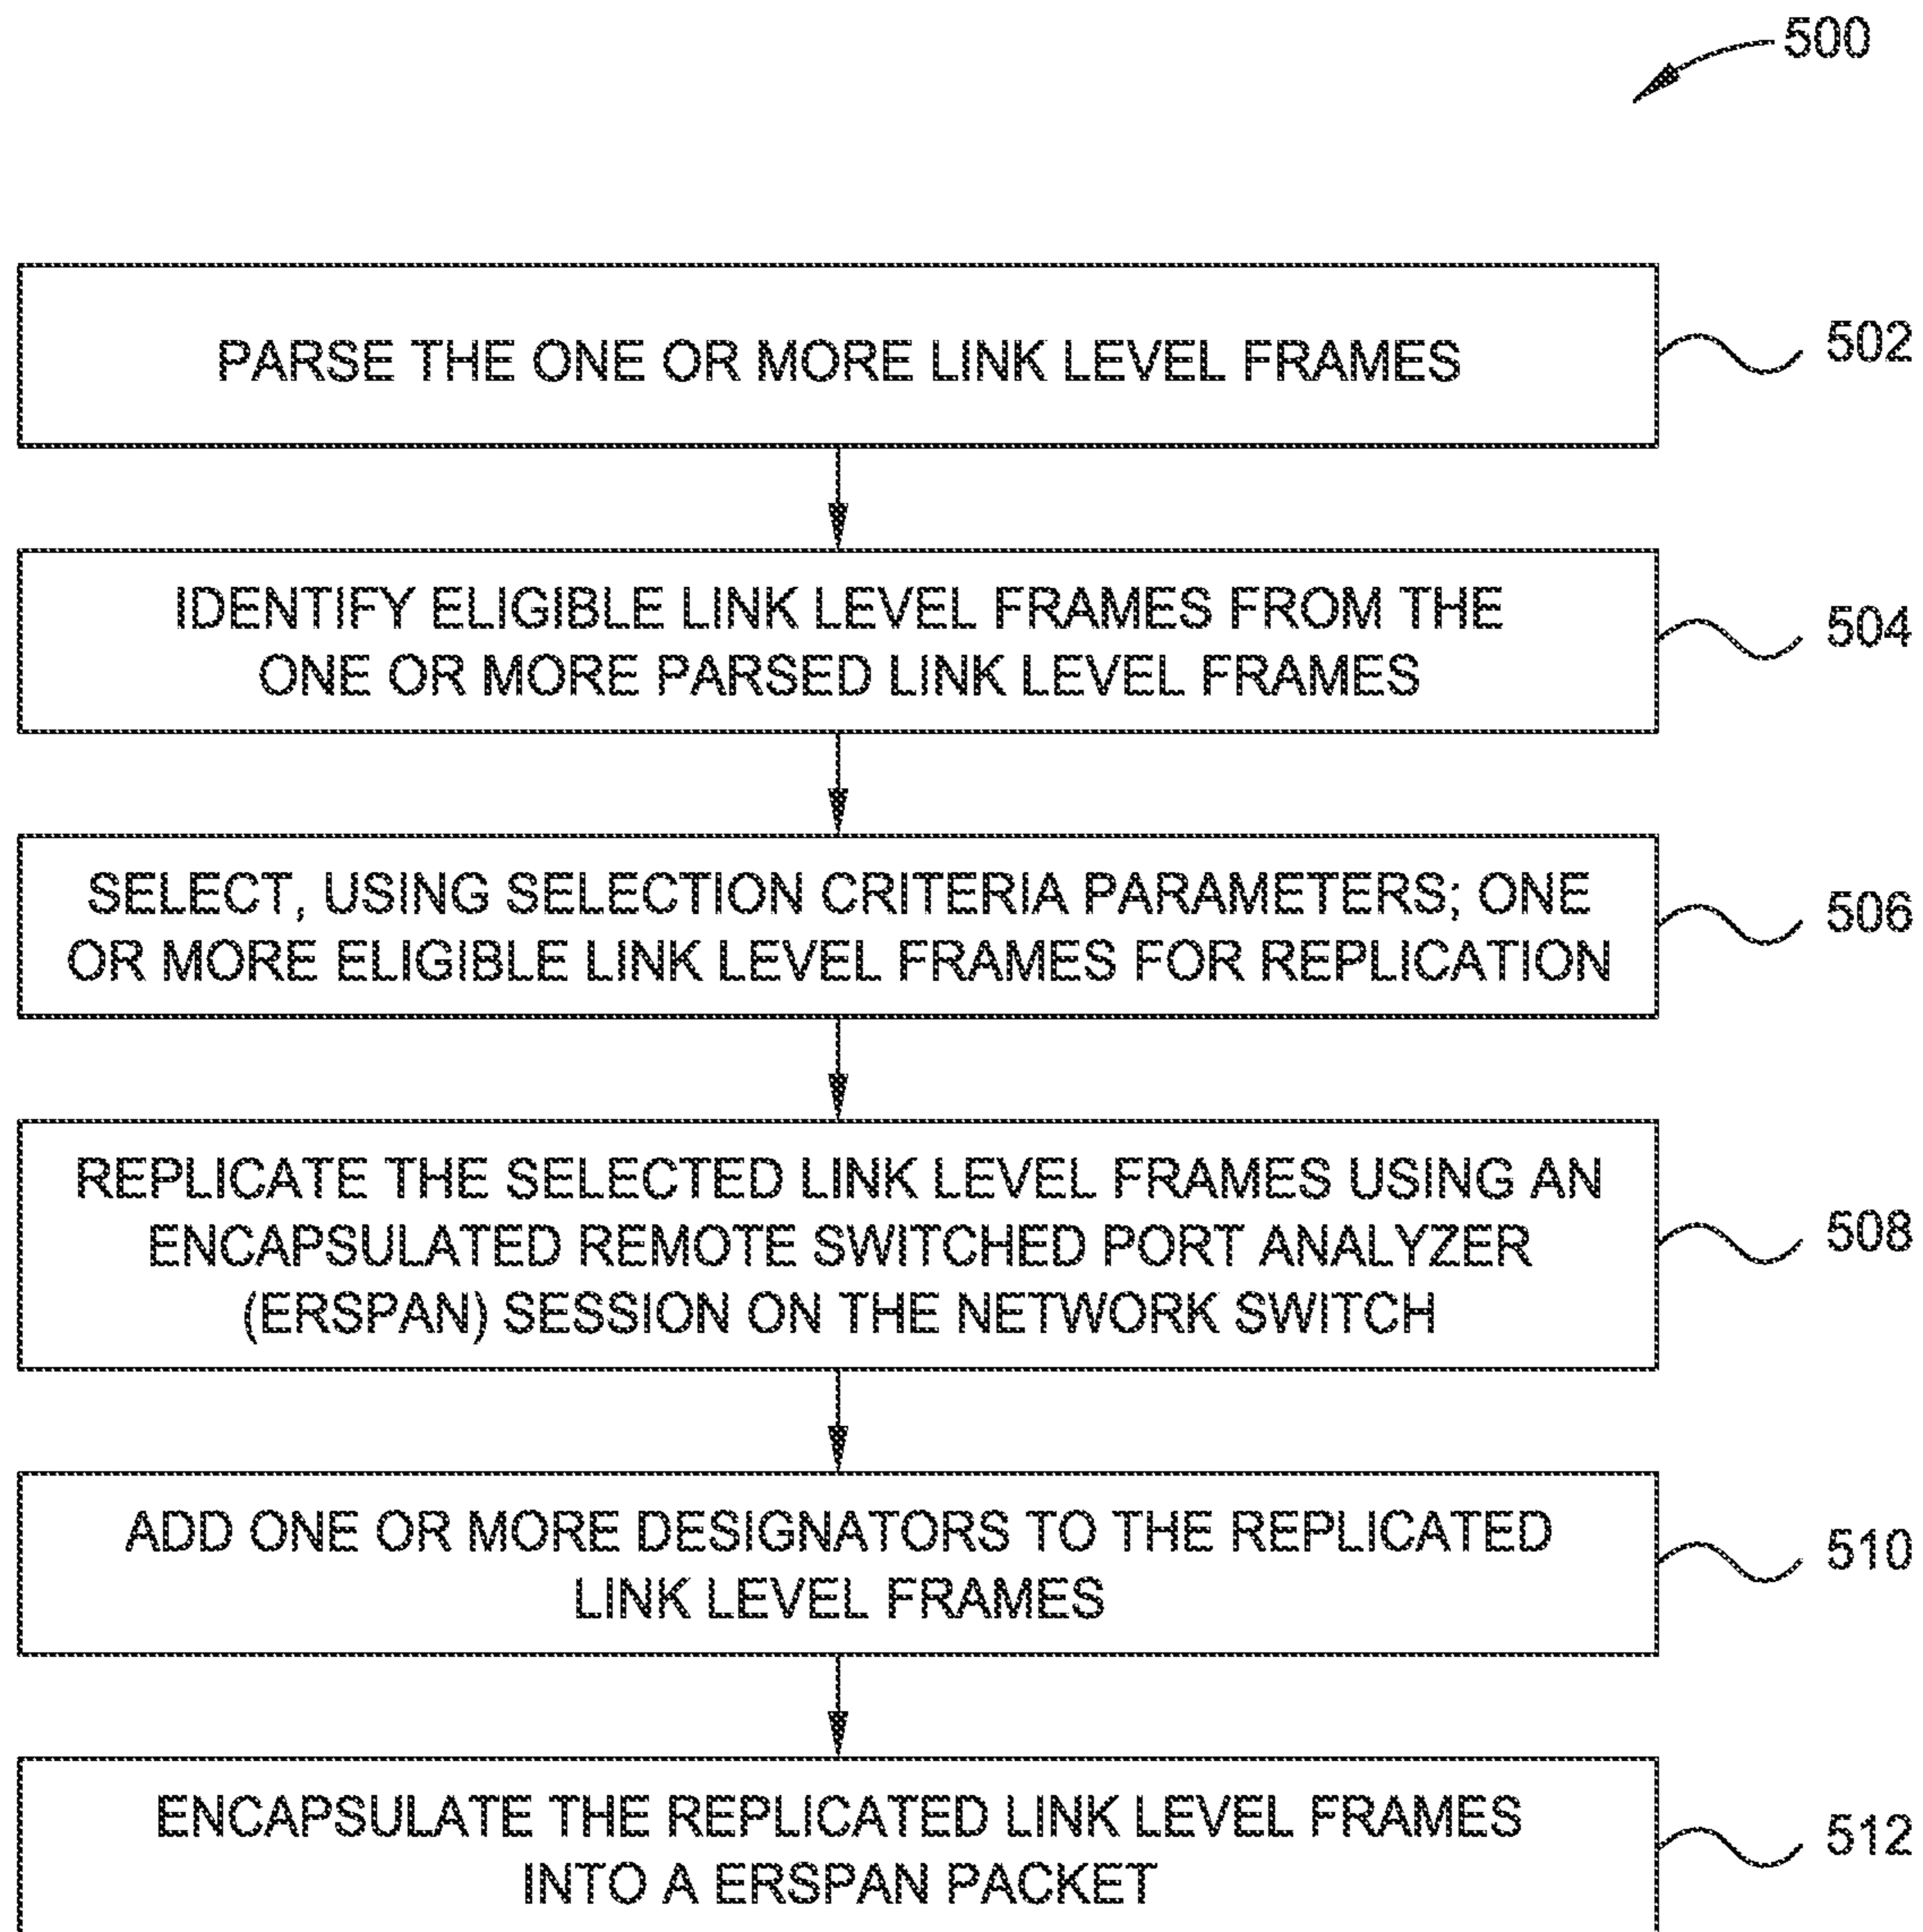 500
PARSE THE ONE OR MORE LINK LEVEL FRAMES
502
IDENTIFY ELIGIBLE LINK LEVEL FRAMES FROM THE
ONE OR MORE PARSED LINK LEVEL FRAMES
504
SELECT, USING SELECTION CRITERIA PARAMETERS; ONE
OR MORE ELIGIBLE LINK LEVEL FRAMES FOR REPLICATION
506
REPLICATE THE SELECTED LINK LEVEL FRAMES USING AN
ENCAPSULATED REMOTE SWITCHED PORT ANALYZER
(ERSPAN) SESSION ON THE NETWORK SWITCH
508
ADD ONE OR MORE DESIGNATORS TO THE REPLICATED
LINK LEVEL FRAMES
510
ENCAPSULATE THE REPLICATED LINK LEVEL FRAMES
INTO A ERSPAN PACKET
512